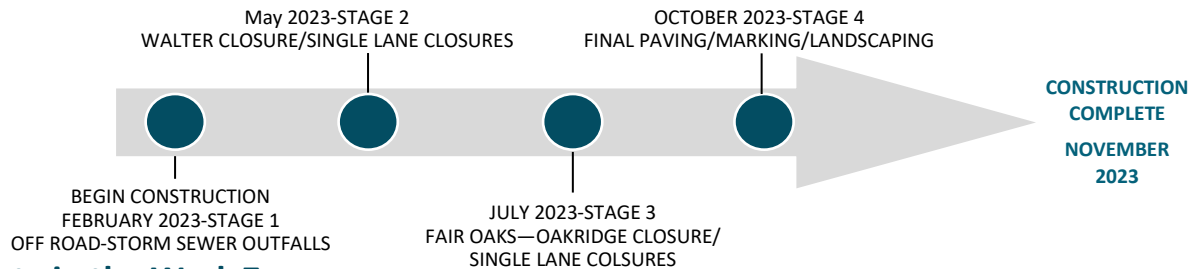 May 2023-STAGE 2
WALTER CLOSURE/SINGLE LANE CLOSURES
OCTOBER 2023-STAGE 4
FINAL PAVING/MARKING/LANDSCAPING
CONSTRUCTION
COMPLETE
NOVEMBER
2023
BEGIN CONSTRUCTION
FEBRUARY 2023-STAGE 1
OFF ROAD-STORM SEWER OUTFALLS
JULY 2023-STAGE 3
FAIR OAKS—OAKRIDGE CLOSURE/
SINGLE LANE COLSURES
in the W